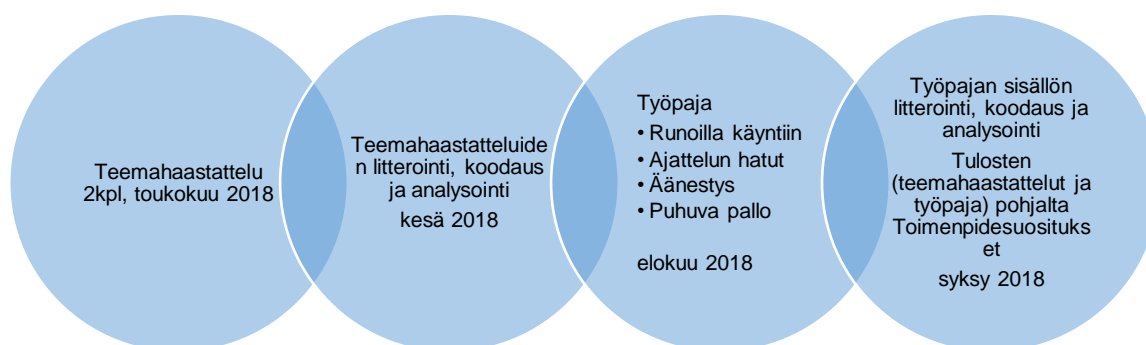 Teemahaastattelu
2kpl, toukokuu 2018
Teemahaastatteluide
n litterointi, koodaus
ja analysointi
kesä 2018
Työpaja
• Runoilla käyntiin
• Ajattelun hatut
• Äänestys
• Puhuva pallo
elokuu 2018
Työpajan sisällön
litterointi, koodaus ja
analysointi
Tulosten
(teemahaastattelut ja
työpaja) pohjalta
Toimenpidesuosituks
et
syksy 2018